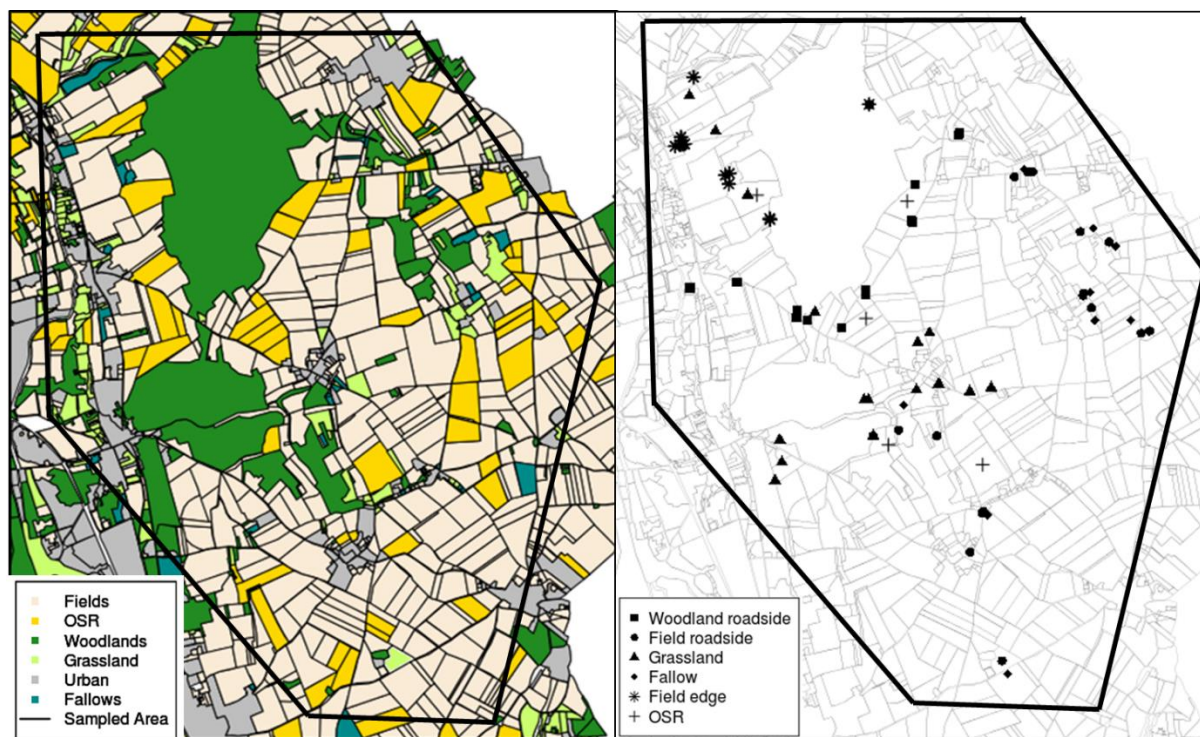 Fields
OSR
Woodlands
Grassland
Urban
Fallows
Sampled Area
Woodland roadside
Field roadside
Grassland
Fallow
Field edge
OSR